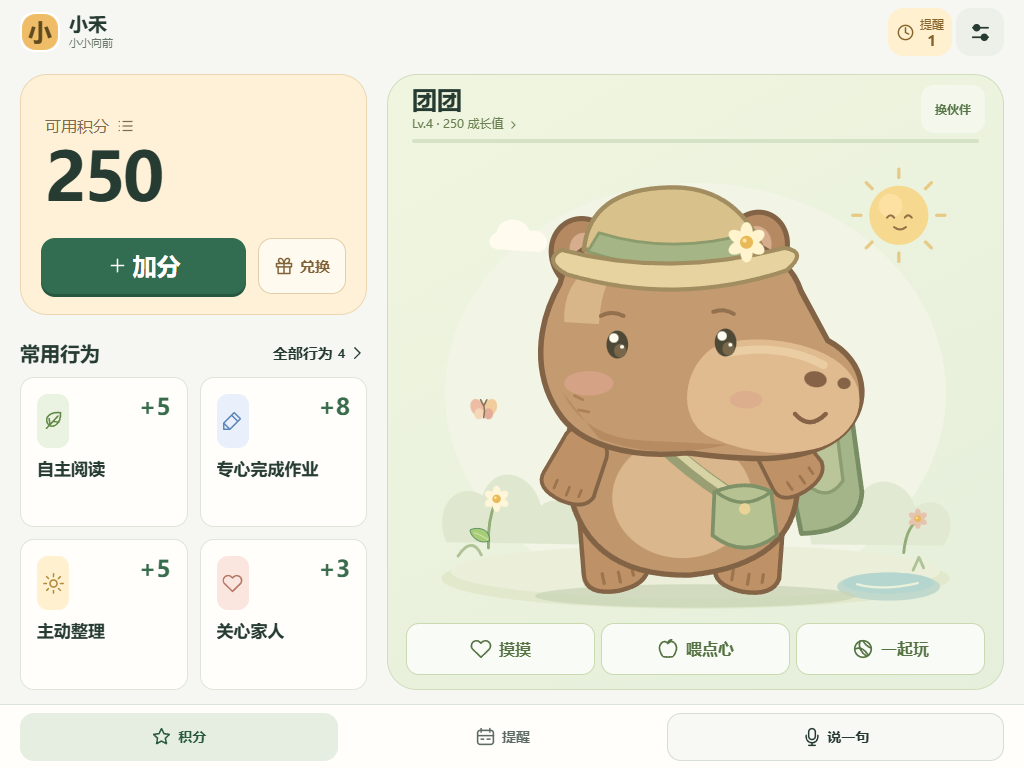 小
小禾
小小向前
提醒
1
可用积分
250
+ 加分
兑换
常用行为
全部行为 4
+5
自主阅读
+8
专心完成作业
+5
主动整理
+3
关心家人
团团
Lv.4 · 250 成长值
换伙伴
摸摸
喂点心
一起玩
积分
提醒
说一句